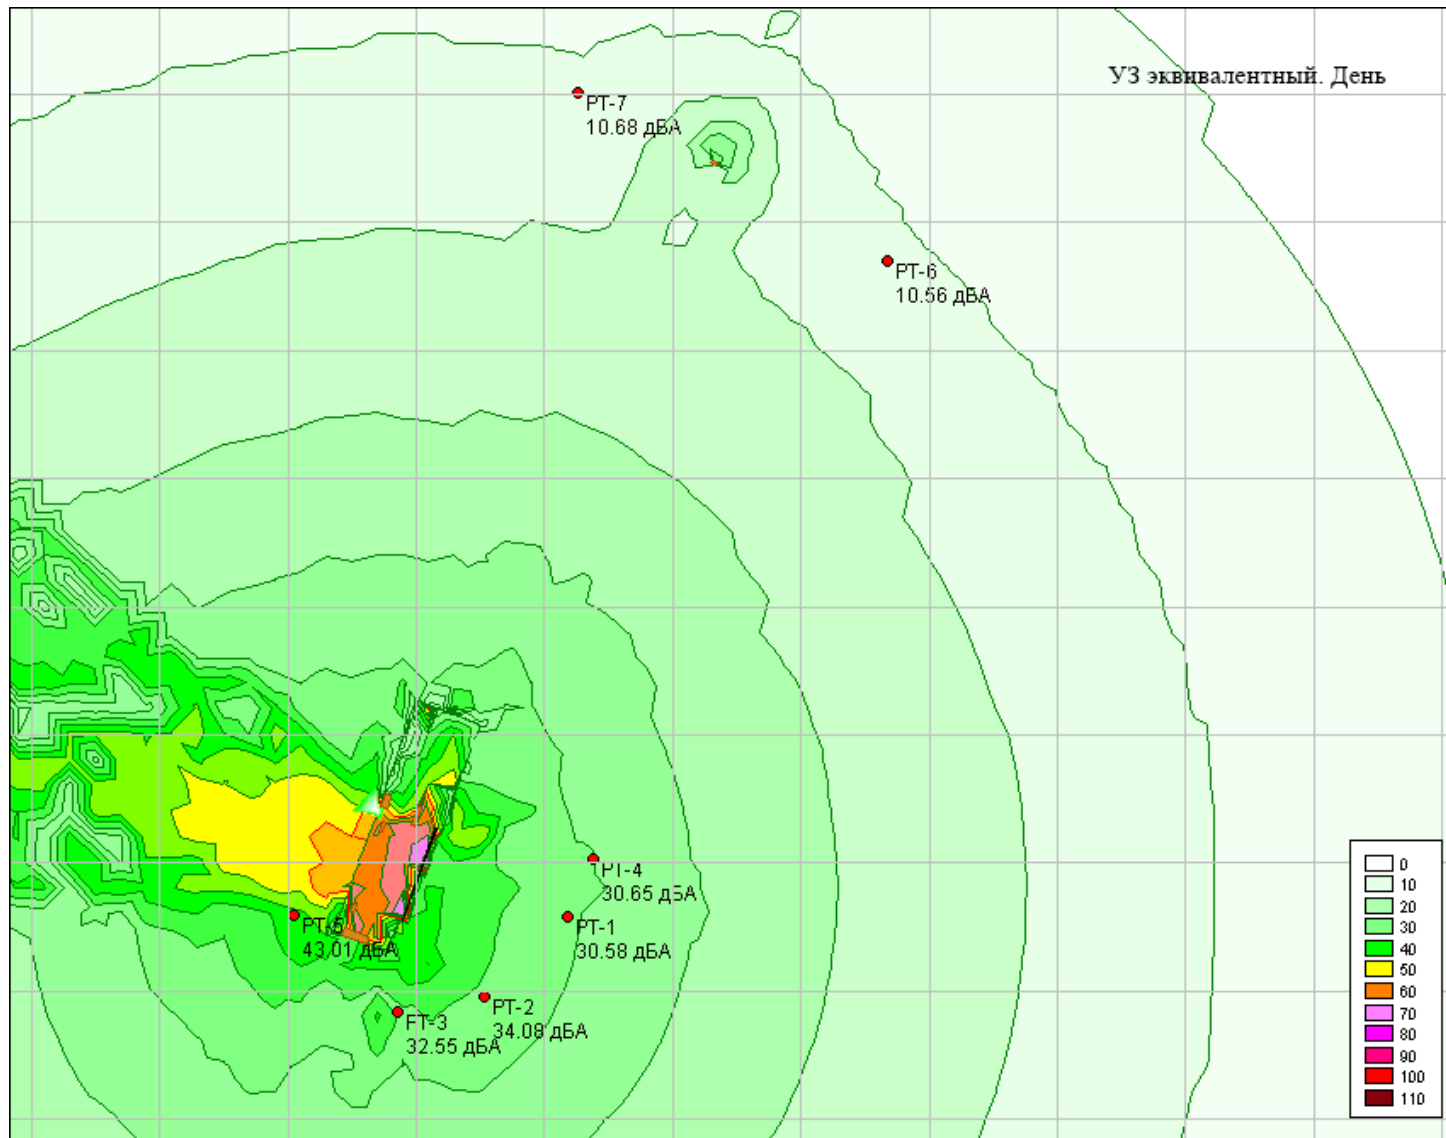 УЗ эквивалентный. День
РТ-7
10.68 дБА
РТ-6
10.56 дБА
РТ-4
30.65 дБА
РТ-1
30.58 дБА
РТ-5
43.01 дБА
РТ-2
34.08 дБА
РТ-3
32.55 дБА
0
10
20
30
40
50
60
70
80
90
100
110